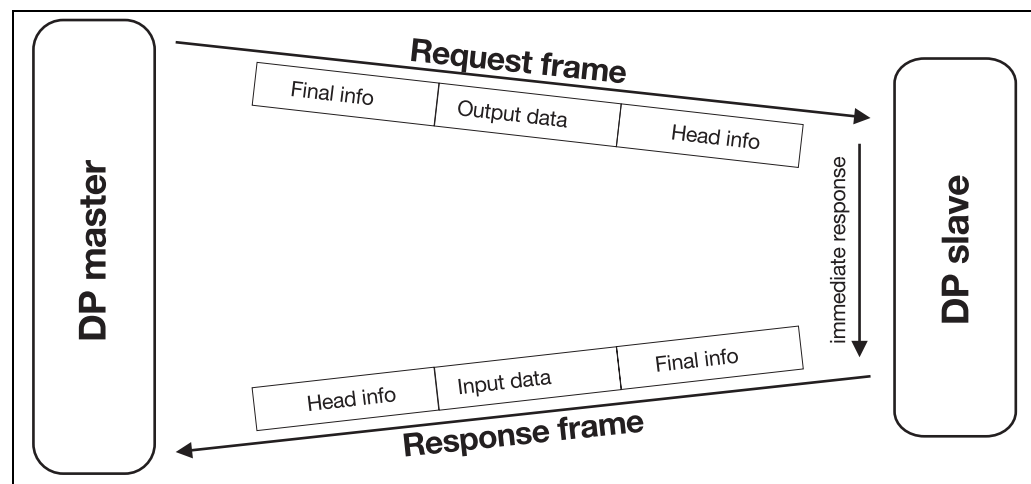 Request frame
Final info
Output data
Head info
DP master
immediate response
DP slave
Head info
Input data
Final info
Response frame